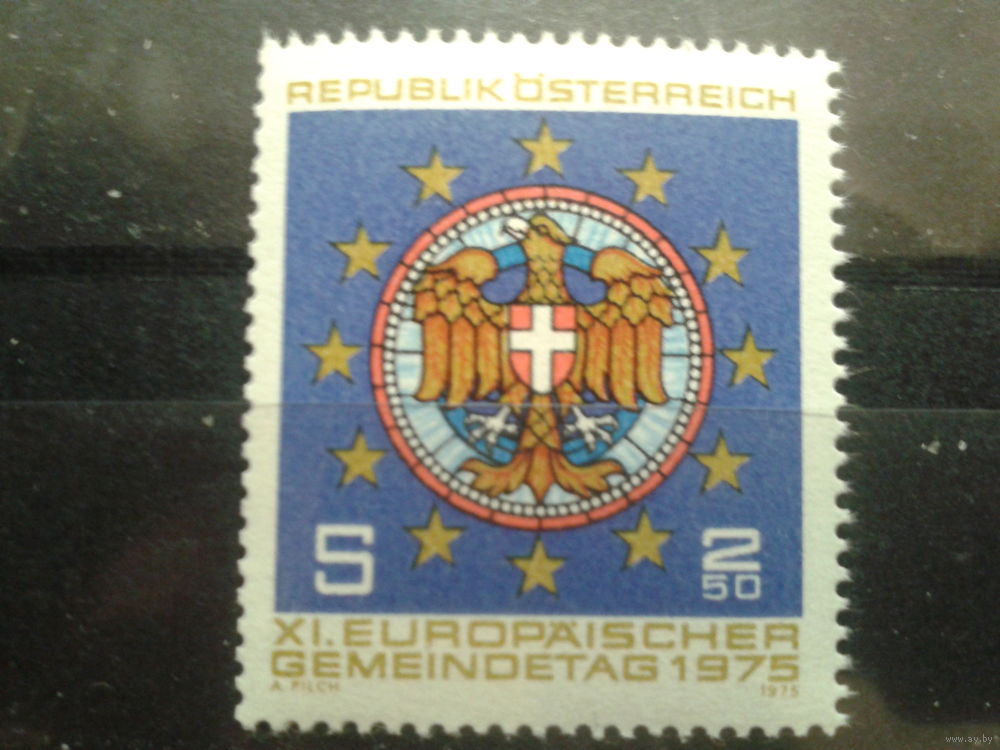 REPUBLIK ÖSTERREICH
S 2 50
XI. EUROPÄISCHER
GEMEINDETAG 1975
A. PILCH 1975
www.ay.by